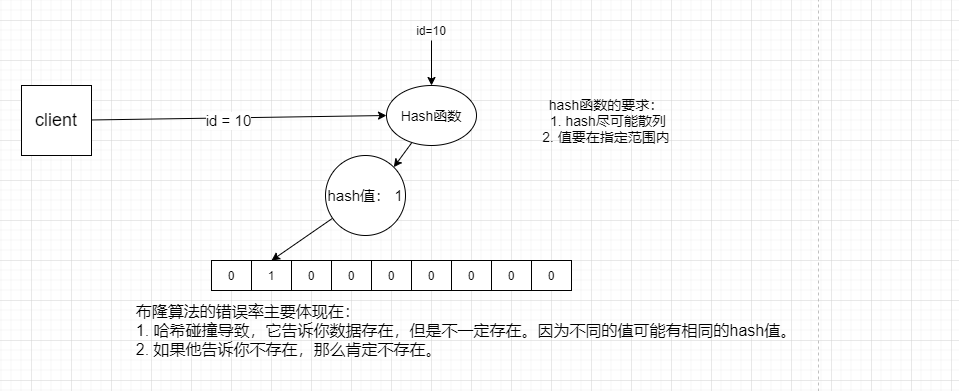 id=10
client
id = 10
Hash函数
hash函数的要求：
1. hash尽可能散列
2. 值要在指定范围内
hash值： 1
0 1 0 0 0 0 0 0 0
布隆算法的错误率主要体现在：
1. 哈希碰撞导致，它告诉你数据存在，但是不一定存在。因为不同的值可能有相同的hash值。
2. 如果他告诉你不存在，那么肯定不存在。